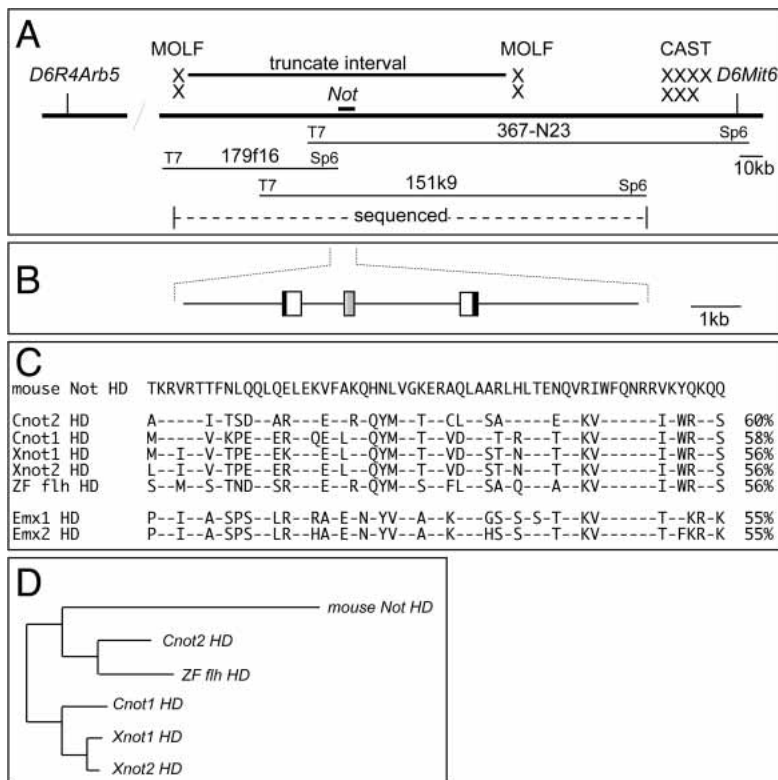 A
MOLF MOLF CAST
D6R4Arb5 X truncate interval X XXXX D6Mit6
X Not X XXX
T7 367-N23 Sp6
T7 179f16 Sp6 10kb
T7 151k9 Sp6
sequenced
B
1kb
C
mouse Not HD TKRVRTTFNLQQLQELEKVFAKQHNLVGKERAQLAARLHLTENQVRIWFQNRRVKYQKQQ
Cnot2 HD A-----I-TSD--AR---E--R-QYM--T--CL--SA-----E--KV------I-WR--S 60%
Cnot1 HD M-----V-KPE--ER--QE-L--QYM--T--VD---T-R---T--KV------I-WR--S 58%
Xnot1 HD M-I--V-TPE--EK---E-L--QYM--T--VD--ST-N---T--KV------I-WR--S 56%
Xnot2 HD L-I--V-TPE--ER---E-L--QYM--T--VD--ST-N---T--KV------I-WR--S 56%
ZF flh HD S--M--S-TND--SR---E--R-QYM--S--FL--SA-Q---A--KV------I-WR--S 56%
Emx1 HD P--I--A-SPS--LR--RA-E-N-YV--A--K---GS-S-S-T--KV------T--KR-K 55%
Emx2 HD P--I--A-SPS--LR--HA-E-N-YV--A--K---HS-S---T--KV------T-FKR-K 55%
D
mouse Not HD
Cnot2 HD
ZF flh HD
Cnot1 HD
Xnot1 HD
Xnot2 HD